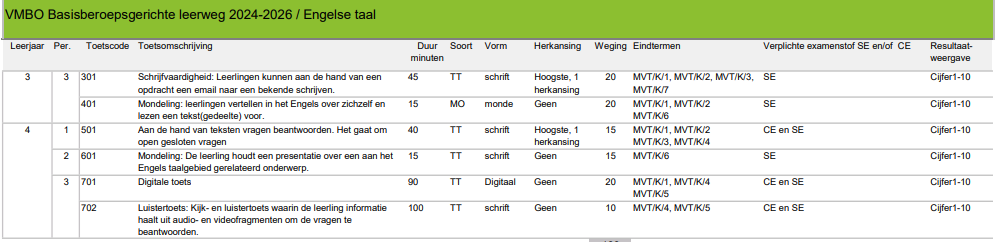 VMBO Basisberoepsgerichte leerweg 2024-2026 / Engelse taal
Leerjaar Per. Toetscode Toetsomschrijving Duur Soort Vorm Herkansing Weging Eindtermen Verplichte examenstof SE en/of CE Resultaat-
minuten weergave
3 3 301 Schrijfvaardigheid: Leerlingen kunnen aan de hand van een 45 TT schrift Hoogste, 1 20 MVT/K/1, MVT/K/2, MVT/K/3, SE Cijfer1-10
opdracht een email naar een bekende schrijven. herkansing MVT/K/7
401 Mondeling: leerlingen vertellen in het Engels over zichzelf en 15 MO monde Geen 20 MVT/K/1, MVT/K/2 SE Cijfer1-10
lezen een tekst(gedeelte) voor. MVT/K/6
4 1 501 Aan de hand van teksten vragen beantwoorden. Het gaat om 40 TT schrift Hoogste, 1 15 MVT/K/1, MVT/K/2 CE en SE Cijfer1-10
open gesloten vragen herkansing MVT/K/3, MVT/K/4
2 601 Mondeling: De leerling houdt een presentatie over een aan het 15 TT schrift Geen 15 MVT/K/6 SE Cijfer1-10
Engels taalgebied gerelateerd onderwerp.
3 701 Digitale toets 90 TT Digitaal Geen 20 MVT/K/1, MVT/K/4 CE en SE Cijfer1-10
MVT/K/5
702 Luistertoets: Kijk- en luistertoets waarin de leerling informatie 100 TT schrift Geen 10 MVT/K/4, MVT/K/5 CE en SE Cijfer1-10
haalt uit audio- en videofragmenten om de vragen te
beantwoorden.